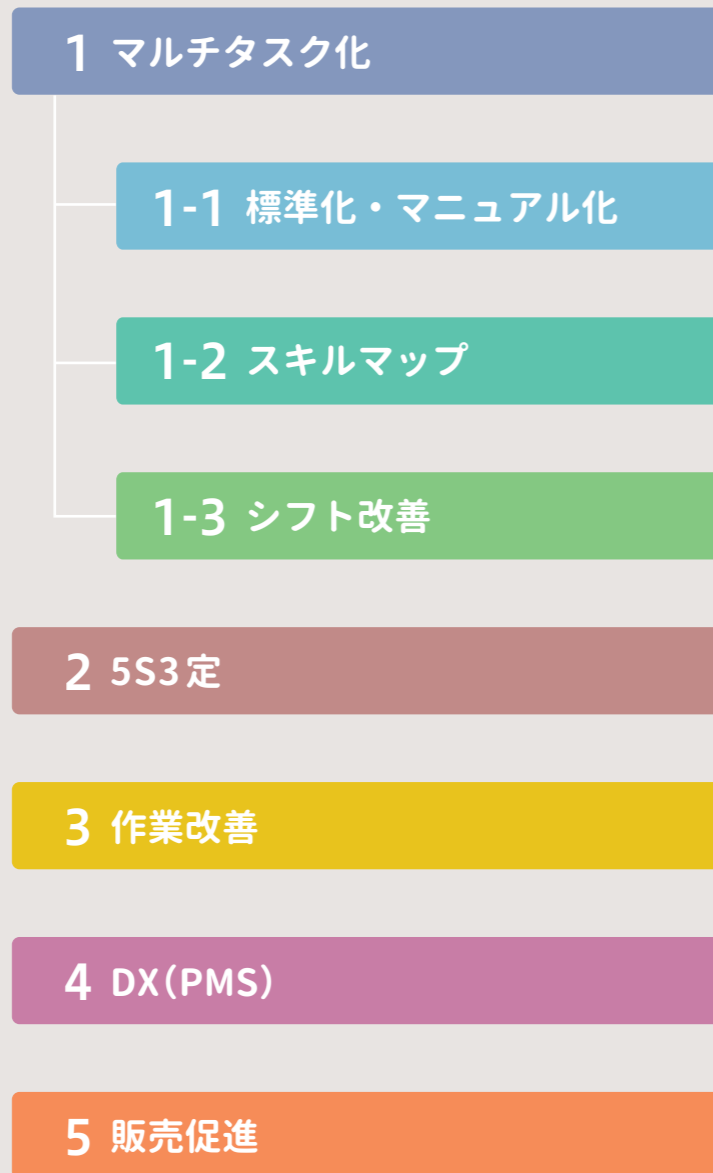 1 マルチタスク化
1-1 標準化・マニュアル化
1-2 スキルマップ
1-3 シフト改善
2 5S3定
3 作業改善
4 DX(PMS)
5 販売促進